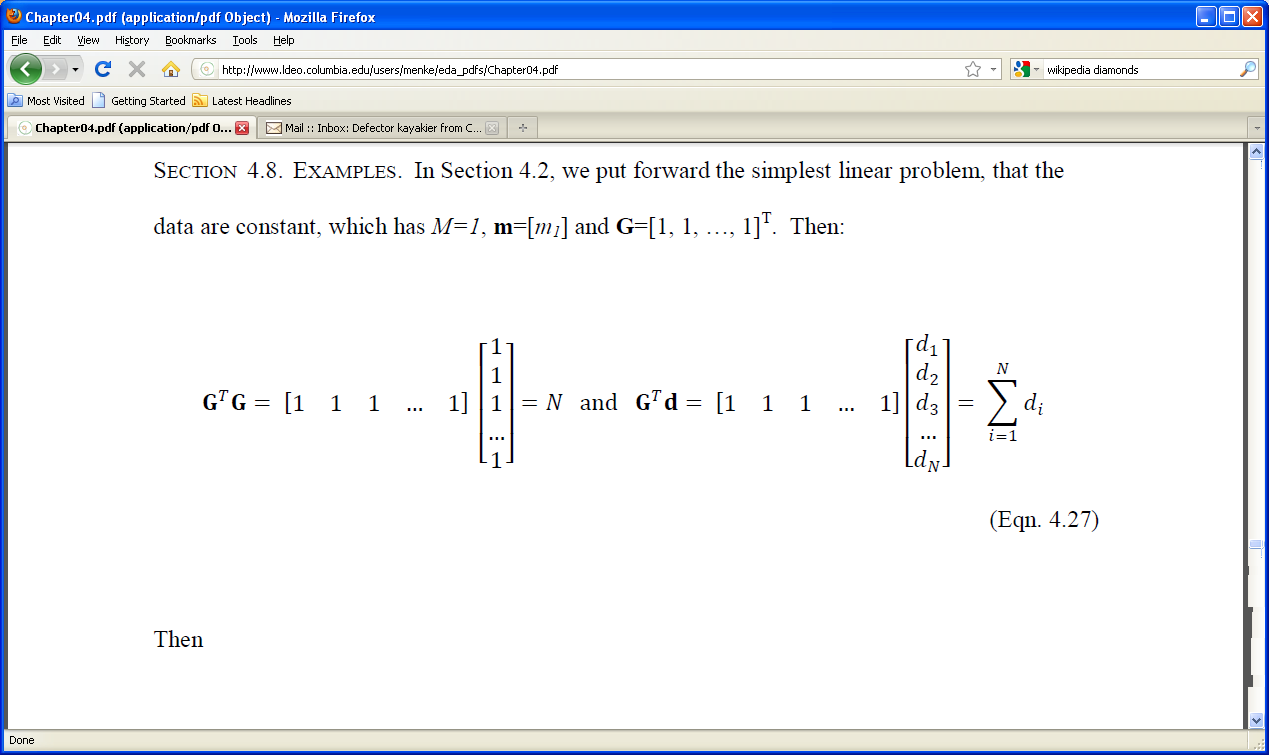 Chapter04.pdf (application/pdf Object) - Mozilla Firefox
File Edit View History Bookmarks Tools Help
http://www.ldeo.columbia.edu/users/menke/eda_pdfs/Chapter04.pdf wikipedia diamonds
Most Visited Getting Started Latest Headlines
Chapter04.pdf (application/pdf O... Mail :: Inbox: Defector kayakier from C...
SECTION 4.8. EXAMPLES. In Section 4.2, we put forward the simplest linear problem, that the
data are constant, which has M=1, m=[m₁] and G=[1, 1, …, 1]ᵀ. Then:
GᵀG = [1 1 1 … 1] [1 1 1 … 1] = N and Gᵀd = [1 1 1 … 1] [d₁ d₂ d₃ … d_N] = ∑_{i=1}^{N} dᵢ
(Eqn. 4.27)
Then
Done